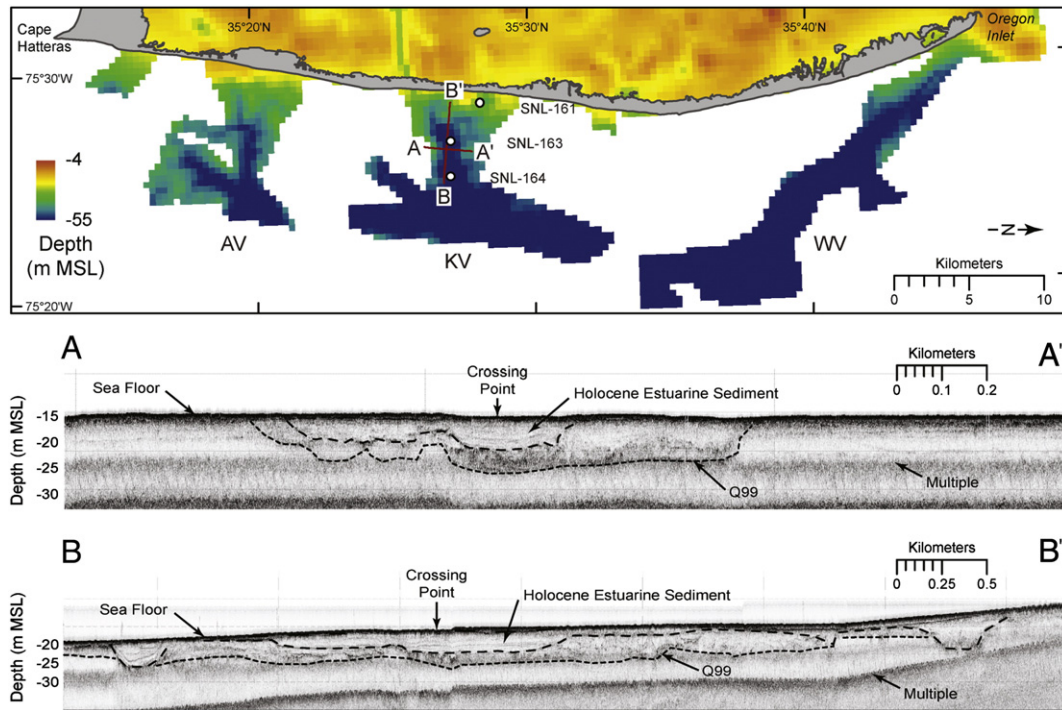 Cape Hatteras
35°20'
35°30'
35°40'
Oregon Inlet
75°30'
B'
SNL-161
A
A'
SNL-163
B
SNL-164
-4
-55
Depth (m MSL)
AV
KV
WV
N
Kilometers
0 5 10
75°20'W
A
A'
Kilometers
0 0.1 0.2
Sea Floor
Crossing Point
Holocene Estuarine Sediment
Depth (m MSL)
-15
-20
-25
-30
Q99
Multiple
B
B'
Kilometers
0 0.25 0.5
Sea Floor
Crossing Point
Holocene Estuarine Sediment
Depth (m MSL)
-20
-25
-30
Q99
Multiple